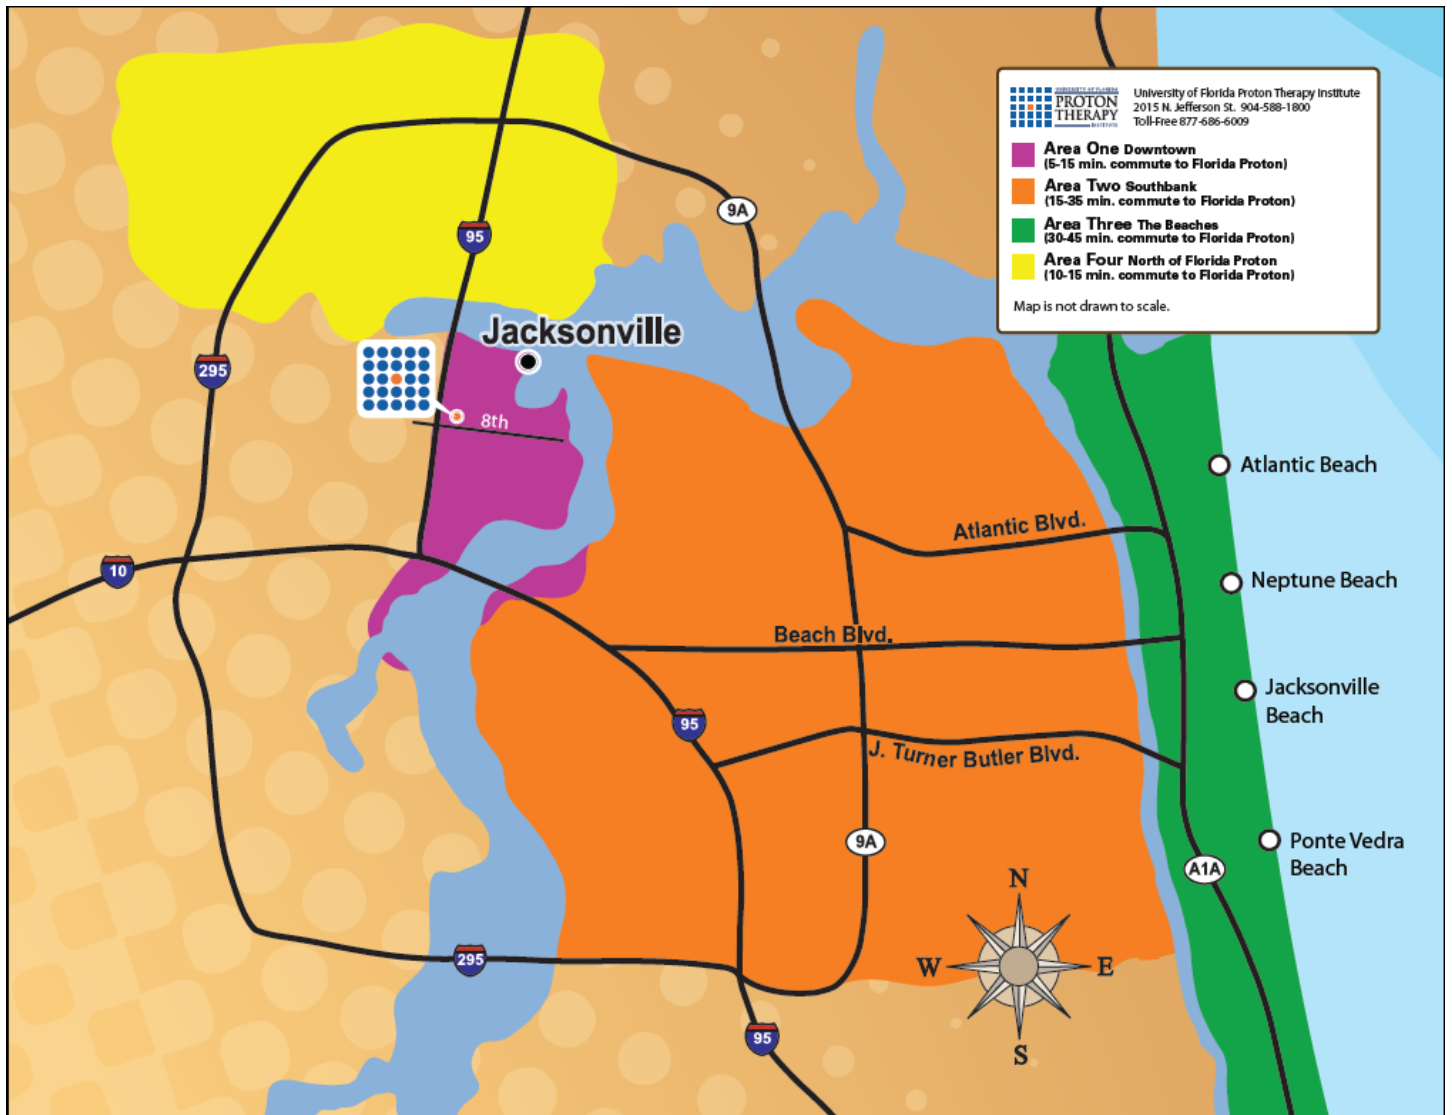 UNIVERSITY OF FLORIDA
PROTON
THERAPY
INSTITUTE
University of Florida Proton Therapy Institute
2015 N. Jefferson St.  904-588-1800
Toll-Free 877-686-6009
Area One Downtown
(5-15 min. commute to Florida Proton)
Area Two Southbank
(15-35 min. commute to Florida Proton)
Area Three The Beaches
(30-45 min. commute to Florida Proton)
Area Four North of Florida Proton
(10-15 min. commute to Florida Proton)
Map is not drawn to scale.
9A
95
Jacksonville
295
8th
Atlantic Beach
Atlantic Blvd.
10
Neptune Beach
Beach Blvd.
Jacksonville
Beach
95
J. Turner Butler Blvd.
9A
Ponte Vedra
Beach
A1A
N
W
E
S
295
95